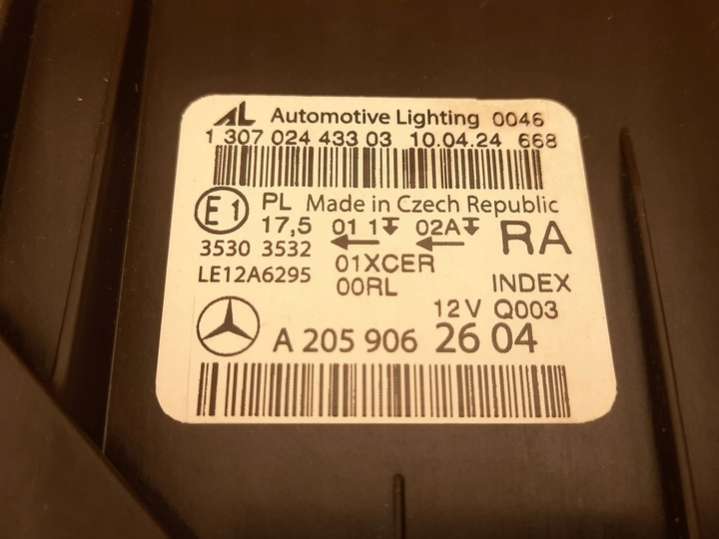 AL Automotive Lighting 0046
1 307 024 433 03 10.04.24 668
E1 PL Made in Czech Republic
17,5 01 1 02A RA
3530 3532
LE12A6295 01XCER
00RL INDEX
12V Q003
A 205 906 26 04